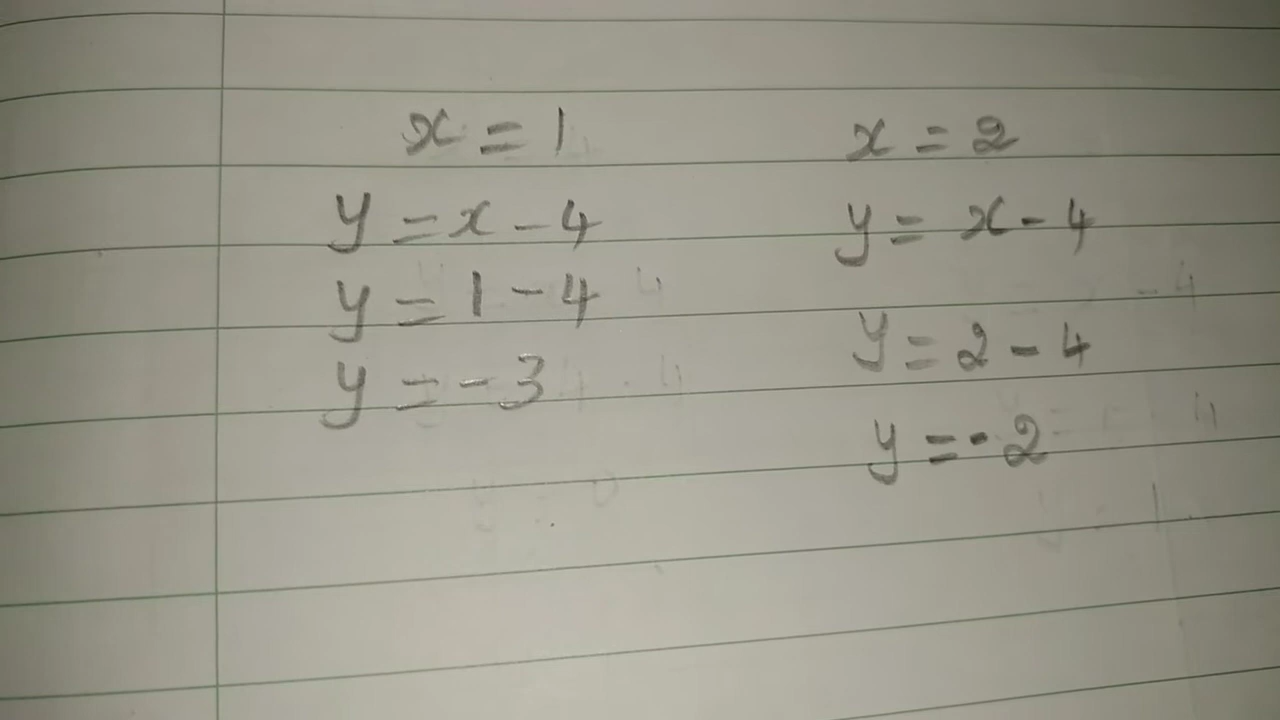 x = 1
y = x - 4
y = 1 - 4
y = - 3
x = 2
y = x - 4
y = 2 - 4
y = - 2